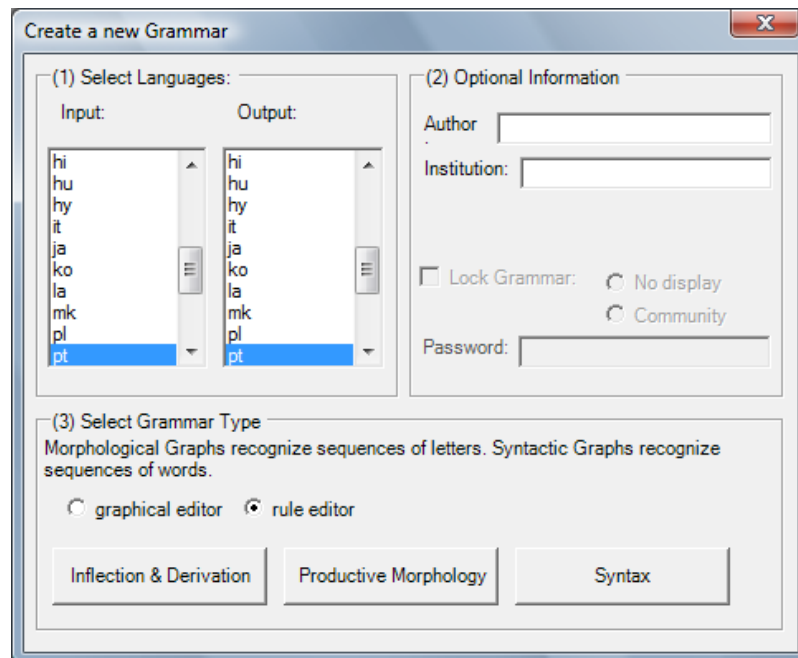 Create a new Grammar
(1) Select Languages:
Input:
Output:
hi
hu
hy
it
ja
ko
la
mk
pl
pt
hi
hu
hy
it
ja
ko
la
mk
pl
pt
(2) Optional Information
Author
Institution:
Lock Grammar:
No display
Community
Password:
(3) Select Grammar Type
Morphological Graphs recognize sequences of letters. Syntactic Graphs recognize
sequences of words.
graphical editor
rule editor
Inflection & Derivation
Productive Morphology
Syntax